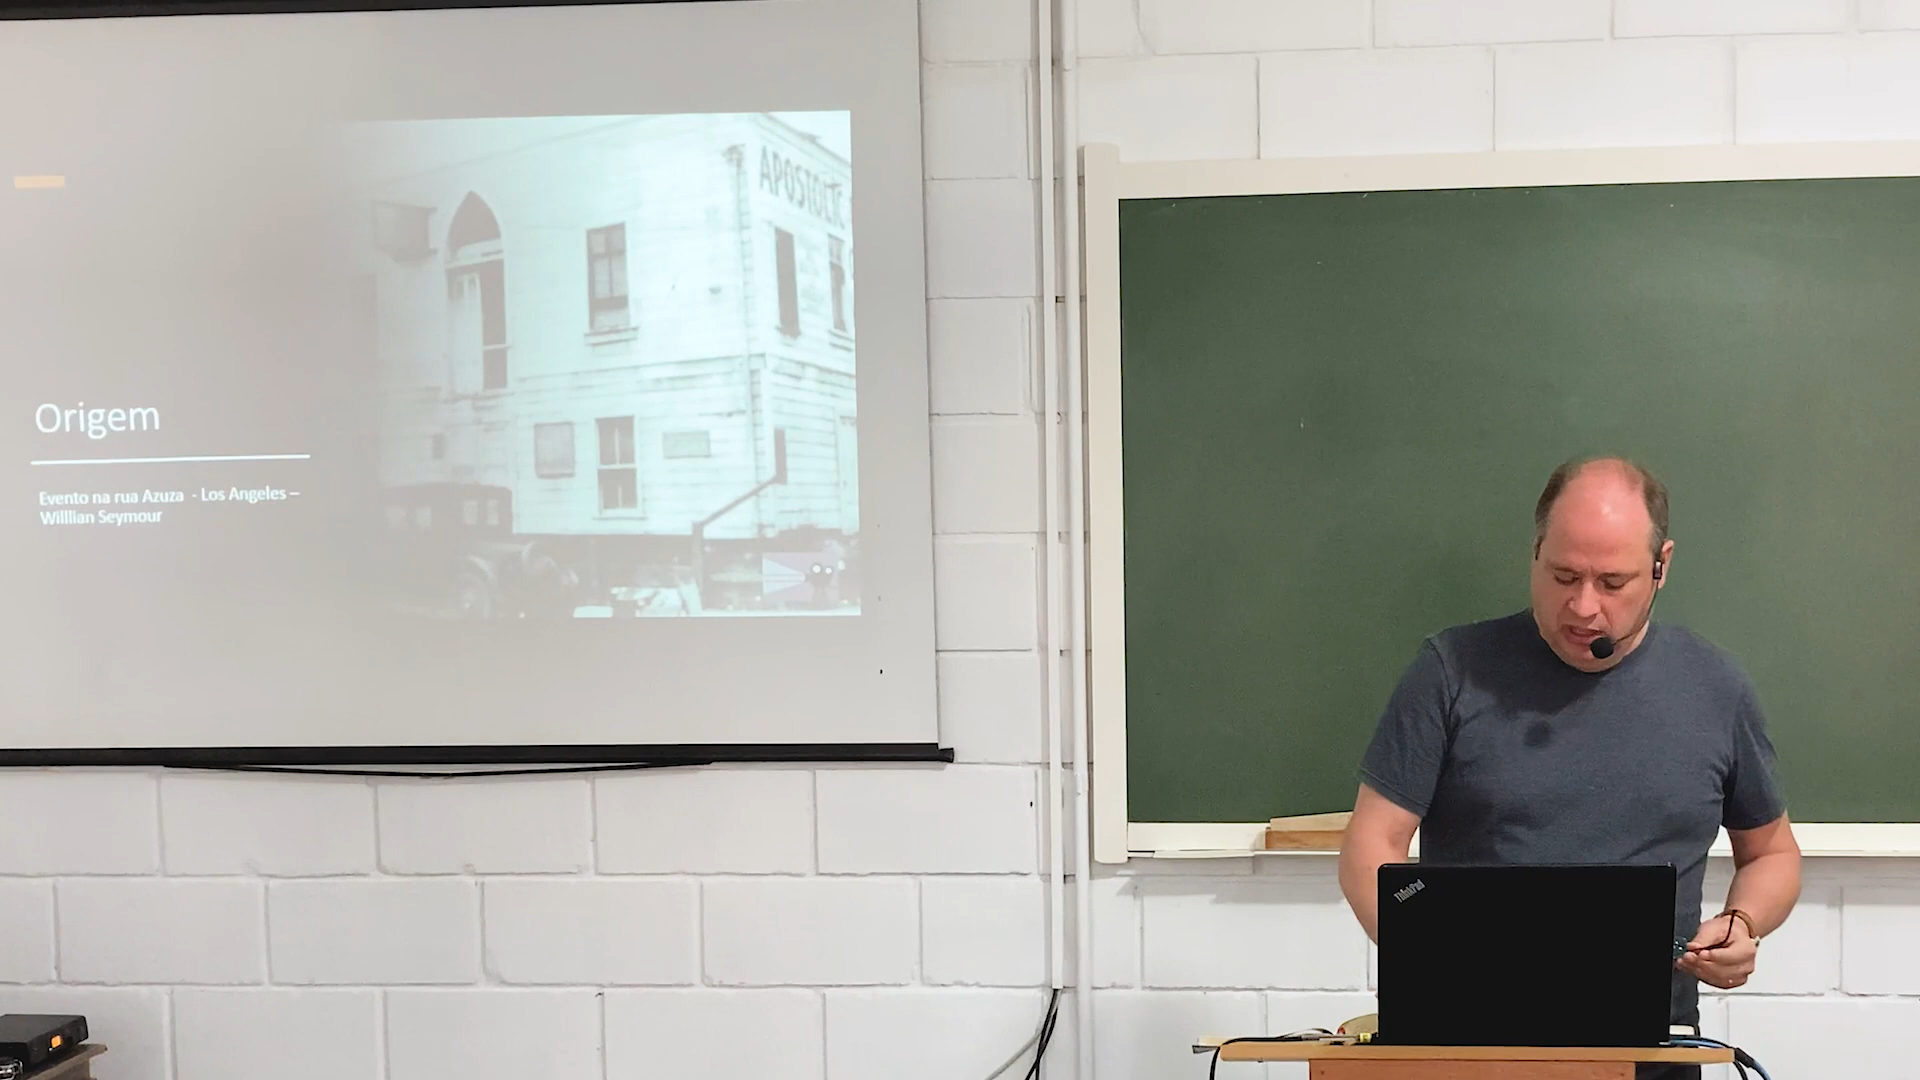 APOSTOLIC
Origem
Evento na rua Azuza - Los Angeles –
Willlian Seymour
ThinkPad